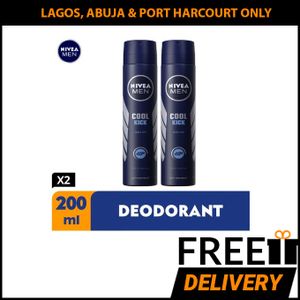 LAGOS, ABUJA & PORT HARCOURT ONLY
NIVEA
MEN
NIVEA
MEN
COOL
KICK
NIVEA
MEN
COOL
KICK
X2
200
ml
DEODORANT
FREE
DELIVERY